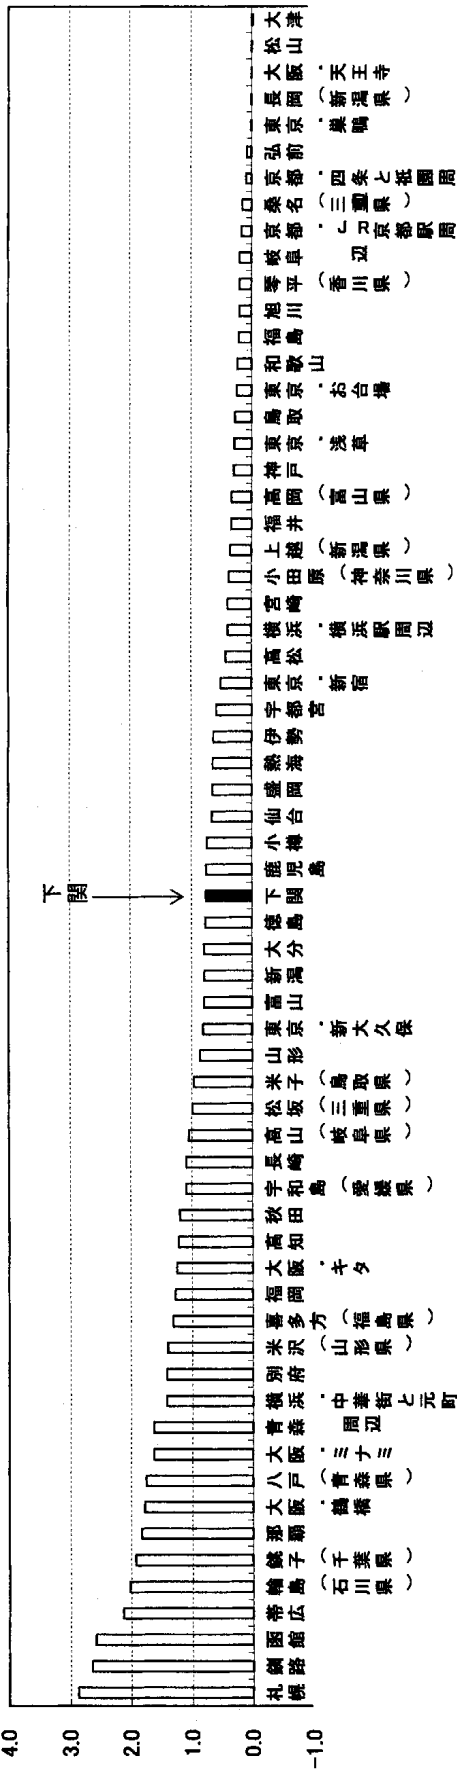 4.0
3.0
2.0
1.0
0.0
-1.0
下関
札幌
釧路
函館
帯広
輪島（石川県）
銚子（千葉県）
那覇
大阪・鶴橋
八戸（青森県）
大阪・ミナミ
青森
横浜・中華街と元町周辺
別府
米沢（山形県）
喜多方（福島県）
福岡
大阪・キタ
高知
秋田
宇和島（愛媛県）
長崎
高山（岐阜県）
松坂（三重県）
米子（鳥取県）
山形
東京・新大久保
富山
新潟
大分
徳島
下関
鹿児島
小樽
仙台
盛岡
熱海
伊勢
宇都宮
東京・新宿
高松
横浜・横浜駅周辺
宮崎
小田原（神奈川県）
上越（新潟県）
福井
高岡（富山県）
神戸
東京・浅草
鳥取
東京・お台場
和歌山
福島
旭川
琴平（香川県）
岐阜
京都・ＪＲ京都駅周辺
桑名（三重県）
京都・四条と祇園周
弘前
東京・巣鴨
長岡（新潟県）
大阪・天王寺
松山
大津